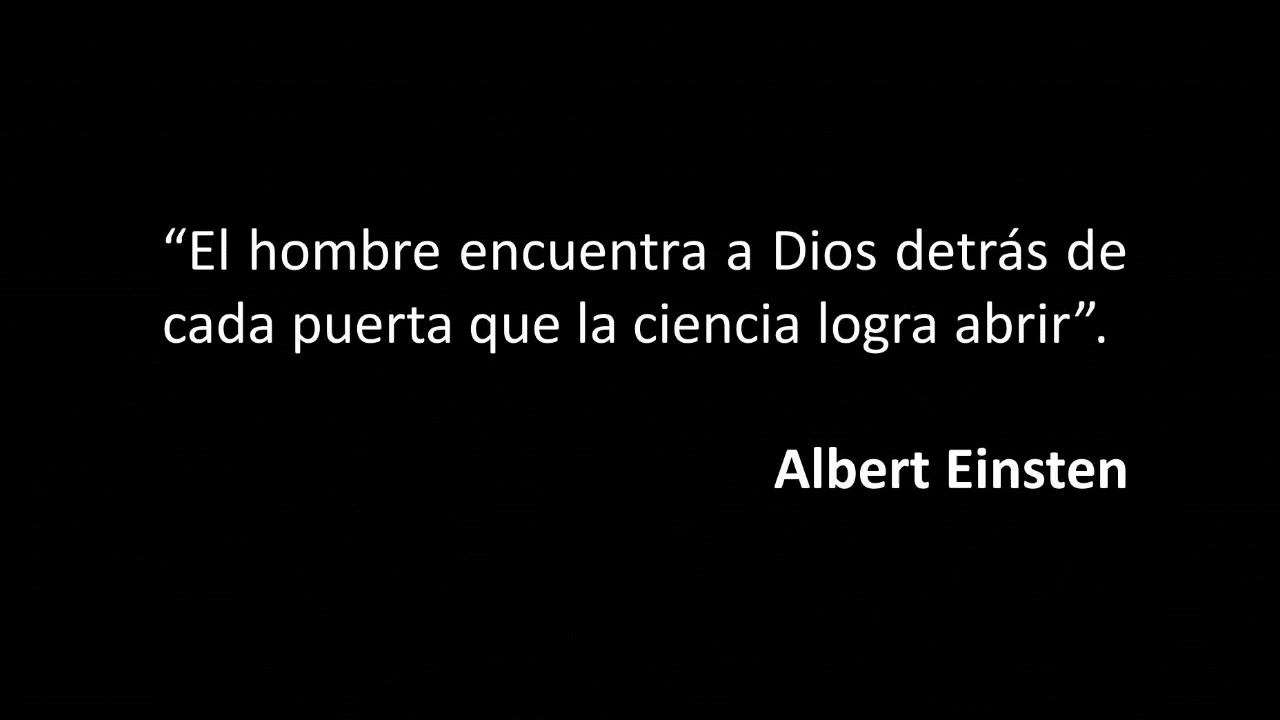 “El hombre encuentra a Dios detrás de
cada puerta que la ciencia logra abrir”.
Albert Einsten